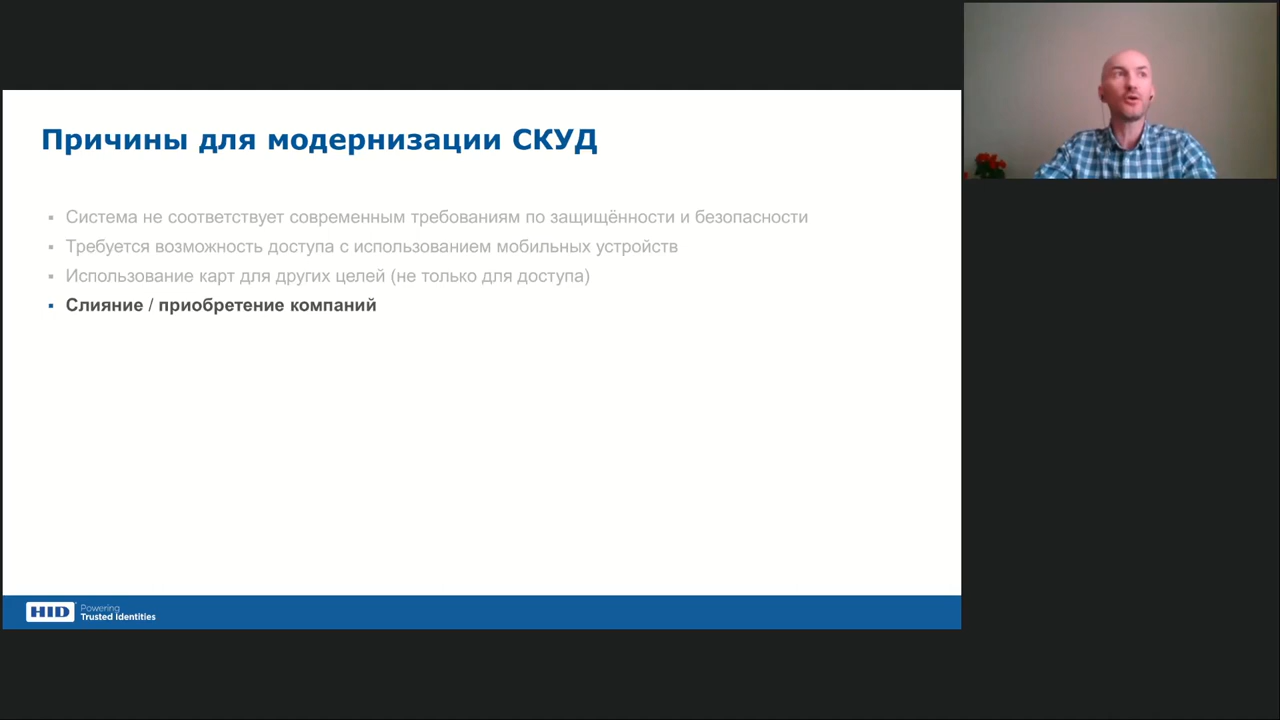 Причины для модернизации СКУД
▪ Система не соответствует современным требованиям по защищённости и безопасности
▪ Требуется возможность доступа с использованием мобильных устройств
▪ Использование карт для других целей (не только для доступа)
▪ Слияние / приобретение компаний
HID
Powering
Trusted Identities